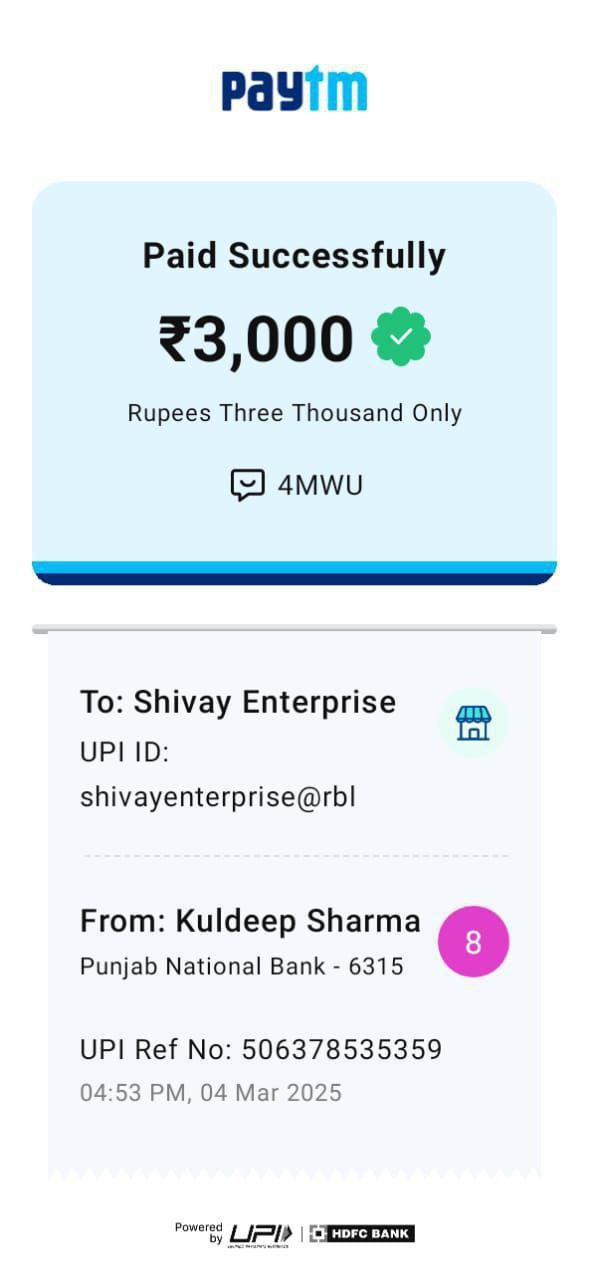 paytm
Paid Successfully
₹3,000
Rupees Three Thousand Only
4MWU
To: Shivay Enterprise
UPI ID:
shivayenterprise@rbl
From: Kuldeep Sharma
8
Punjab National Bank - 6315
UPI Ref No: 506378535359
04:53 PM, 04 Mar 2025
Powered by UPI | HDFC BANK